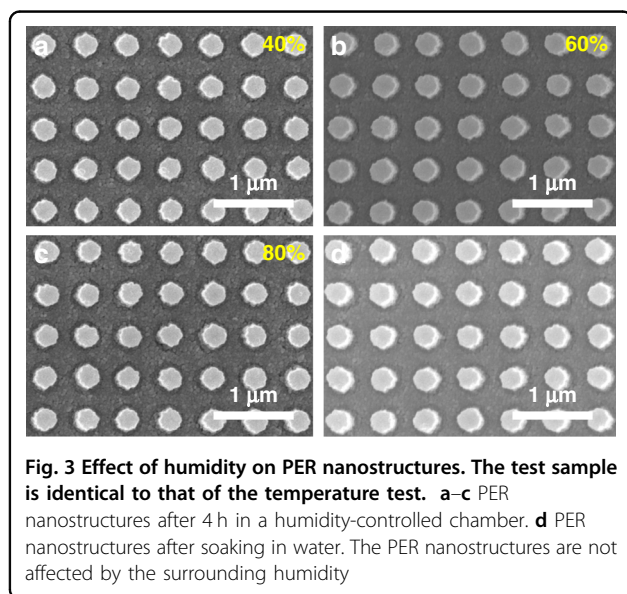 a 40%
1 μm
b 60%
1 μm
c 80%
1 μm
d
1 μm
Fig. 3 Effect of humidity on PER nanostructures. The test sample
is identical to that of the temperature test. a–c PER
nanostructures after 4 h in a humidity-controlled chamber. d PER
nanostructures after soaking in water. The PER nanostructures are not
affected by the surrounding humidity